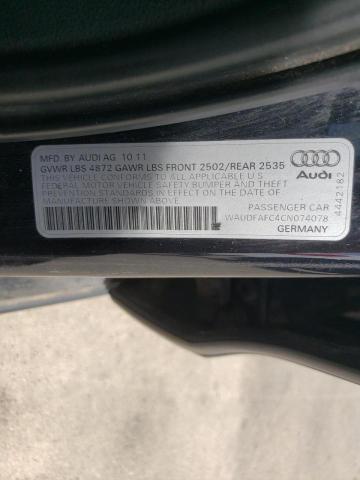 MFD. BY AUDI AG 10 11
GVWR LBS 4872 GAWR LBS FRONT 2502/REAR 2535
THIS VEHICLE CONFORMS TO ALL APPLICABLE U.S
FEDERAL MOTOR VEHICLE SAFETY, BUMPER AND THEFT
PREVENTION STANDARDS IN EFFECT ON THE DATE OF
MANUFACTURE SHOWN ABOVE.
Audi
PASSENGER CAR
WAUDFAFC4CN074078
GERMANY
4442182